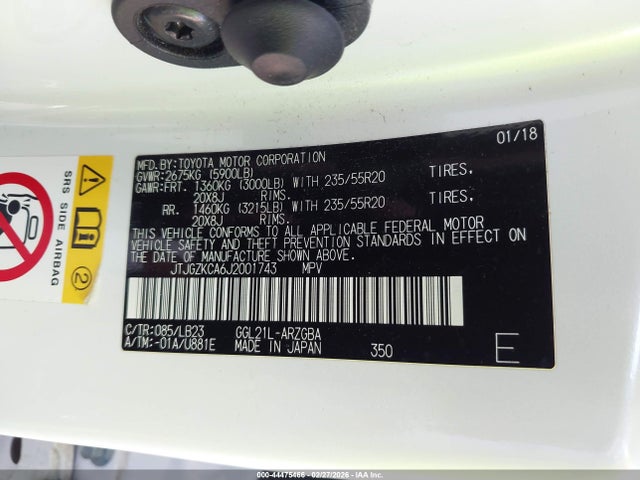 01/18
MFD.BY:TOYOTA MOTOR CORPORATION
GVWR:2675KG (5900LB)
GAWR:FRT. 1360KG (3000LB) WITH 235/55R20 TIRES,
20X8J RIMS.
RR. 1460KG (3215LB) WITH 235/55R20 TIRES,
20X8J RIMS.
THIS VEHICLE CONFORMS TO ALL APPLICABLE FEDERAL MOTOR
VEHICLE SAFETY AND THEFT PREVENTION STANDARDS IN EFFECT ON
THE DATE OF MANUFACTURE SHOWN ABOVE.
JTJGZKCA6J2001743 MPV
C/TR:085/LB23 GGL21L-ARZGBA
A/TM:-01A/U881E MADE IN JAPAN 350 E
SRS SIDE AIRBAG
2
000-44475466 - 02/27/2026 - IAA Inc.